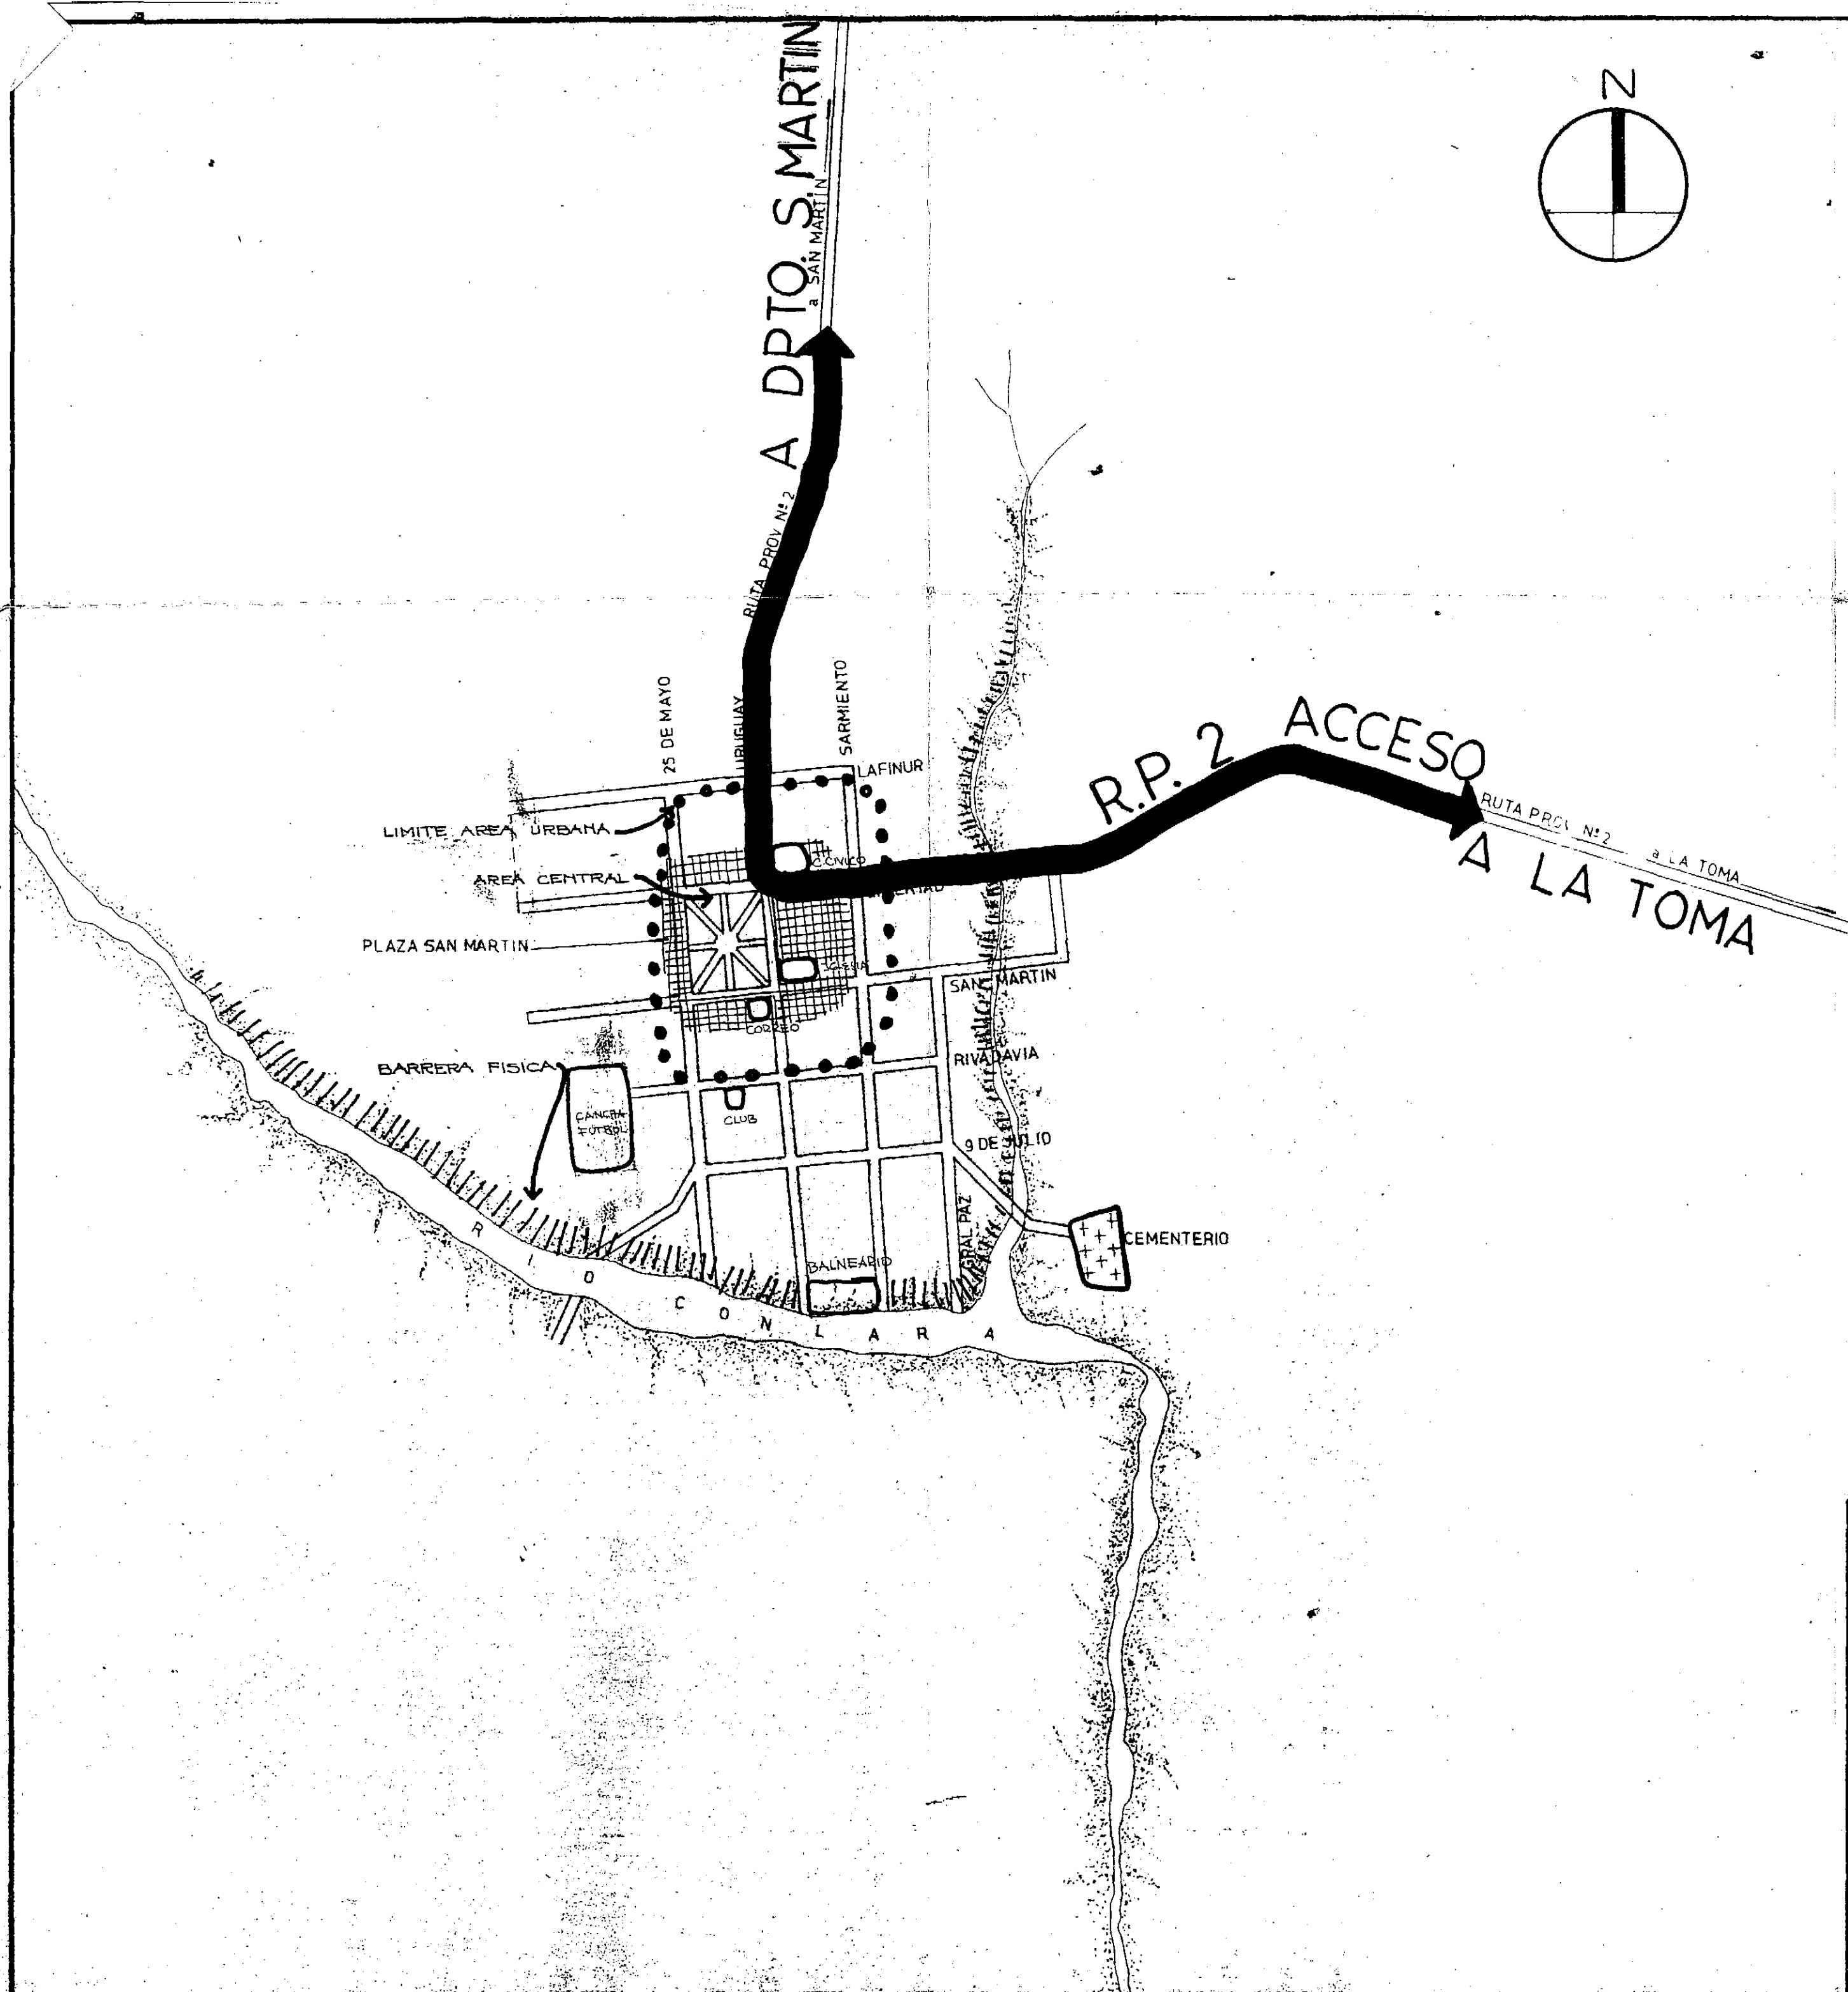 N
A DPTO. S. MARTIN
a SAN MARTIN
RUTA PROV Nº 2
25 DE MAYO
URUGUAY
SARMIENTO
LAFINUR
R.P. 2 ACCESO
RUTA PROV Nº 2 a LA TOMA
A LA TOMA
LIMITE AREA URBANA
C.CIVICO
AREA CENTRAL
PLAZA SAN MARTIN
IGLESIA
SAN MARTIN
CORREO
RIVADAVIA
BARRERA FISICA
CANCHA
FUTBOL
CLUB
9 DE JULIO
GRAL PAZ
CEMENTERIO
BALNEARIO
RIO CONLARA